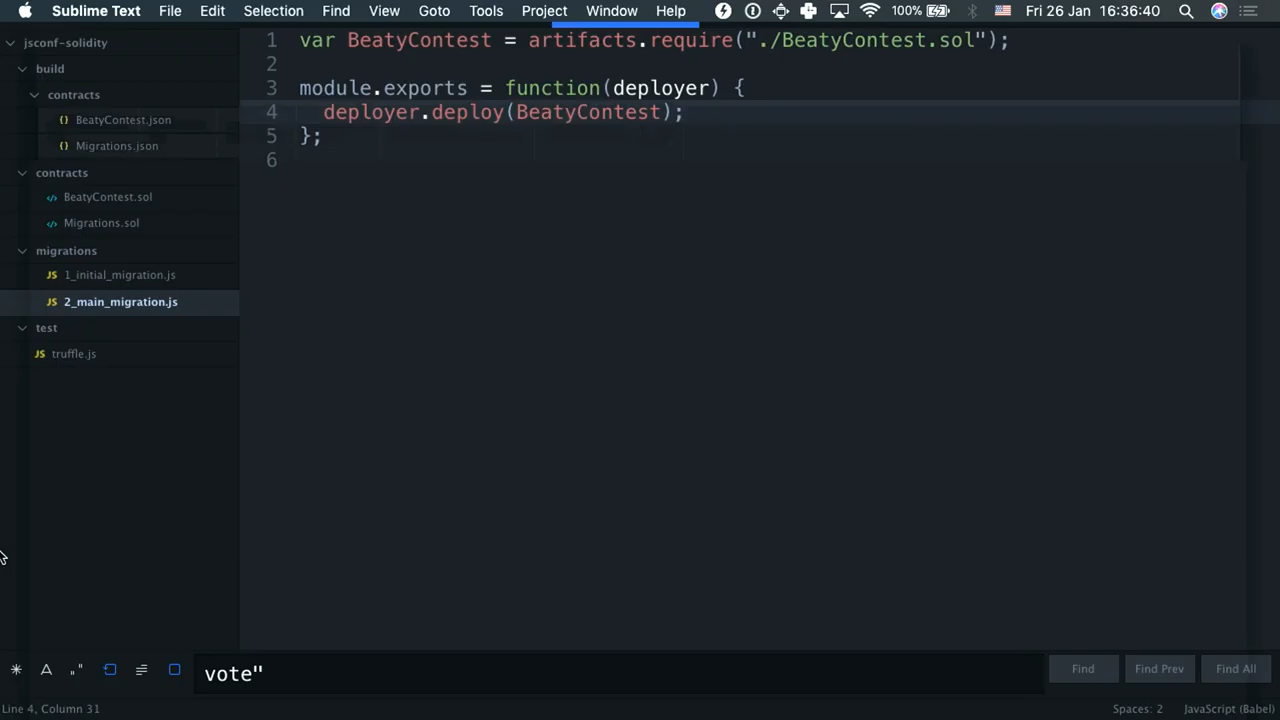 Sublime Text File Edit Selection Find View Goto Tools Project Window Help 100% Fri 26 Jan 16:36:40
jsconf-solidity
build
contracts
{} BeatyContest.json
{} Migrations.json
contracts
</> BeatyContest.sol
</> Migrations.sol
migrations
JS 1_initial_migration.js
JS 2_main_migration.js
test
JS truffle.js
1 var BeatyContest = artifacts.require("./BeatyContest.sol");
2
3 module.exports = function(deployer) {
4 deployer.deploy(BeatyContest);
5 };
6
vote"
Find Find Prev Find All
Line 4, Column 31 Spaces: 2 JavaScript (Babel)